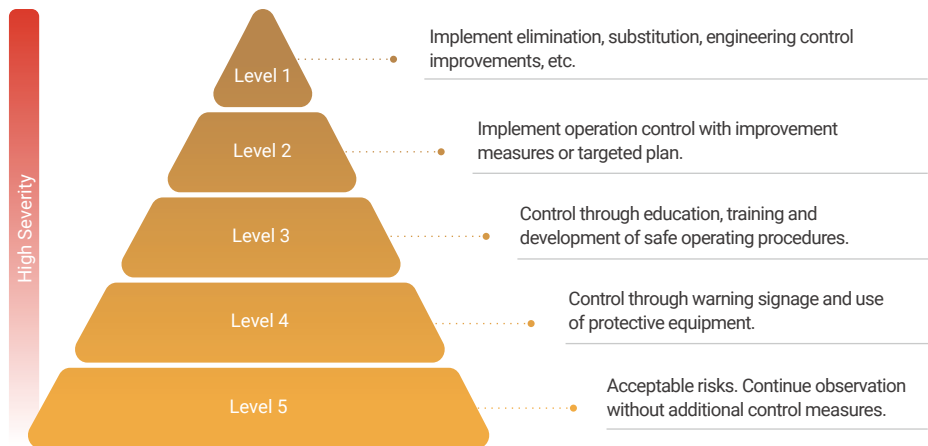 High Severity
Level 1
Implement elimination, substitution, engineering control
improvements, etc.
Level 2
Implement operation control with improvement
measures or targeted plan.
Level 3
Control through education, training and
development of safe operating procedures.
Level 4
Control through warning signage and use
of protective equipment.
Level 5
Acceptable risks. Continue observation
without additional control measures.